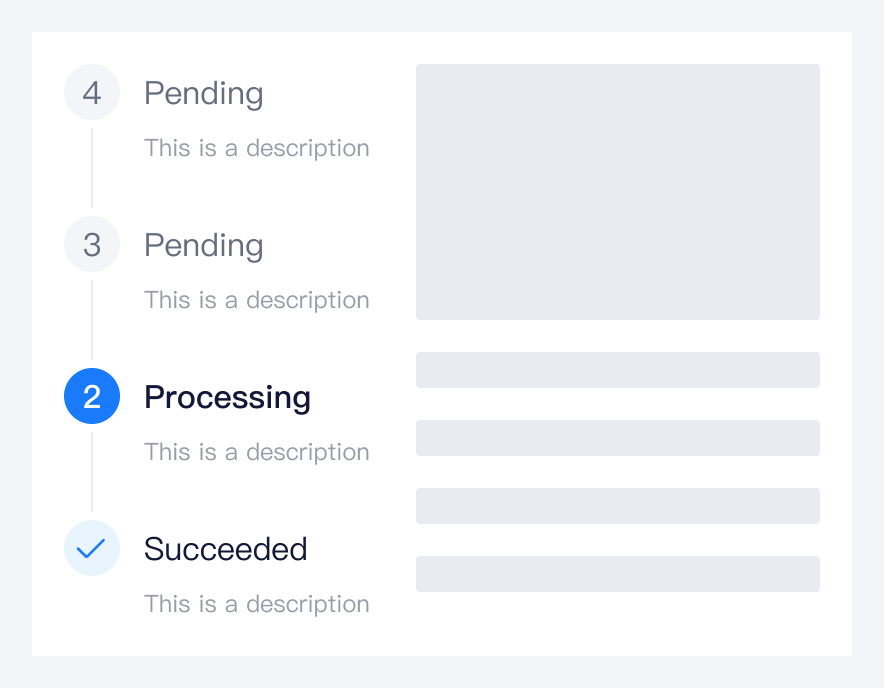 4 Pending
This is a description
3 Pending
This is a description
2 Processing
This is a description
Succeeded
This is a description